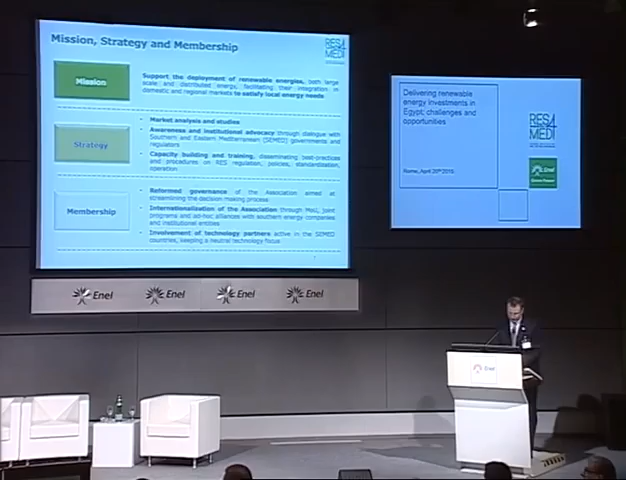 Mission, Strategy and Membership
RES4
MEDI
Mission
Support the deployment of renewable energies, both large
scale and distributed energy, facilitating their integration in
domestic and regional markets to satisfy local energy needs
Strategy
- Market analysis and studies
- Awareness and institutional advocacy through dialogue with
Southern and Eastern Mediterranean (SEMED) governments and
regulators
- Capacity building and training, disseminating best-practices
and procedures on RES regulation, policies, standardization,
operation
Membership
- Reformed governance of the Association aimed at
streamlining the decision making process
- Internationalization of the Association through MoU, joint
programs and ad-hoc alliances with southern energy companies
and institutional entities
- Involvement of technology partners active in the SEMED
countries, keeping a neutral technology focus
Delivering renewable
energy investments in
Egypt: challenges and
opportunities
Rome, April 20th
RES4
MEDI
Enel
Enel
Enel
Enel
Enel
Enel